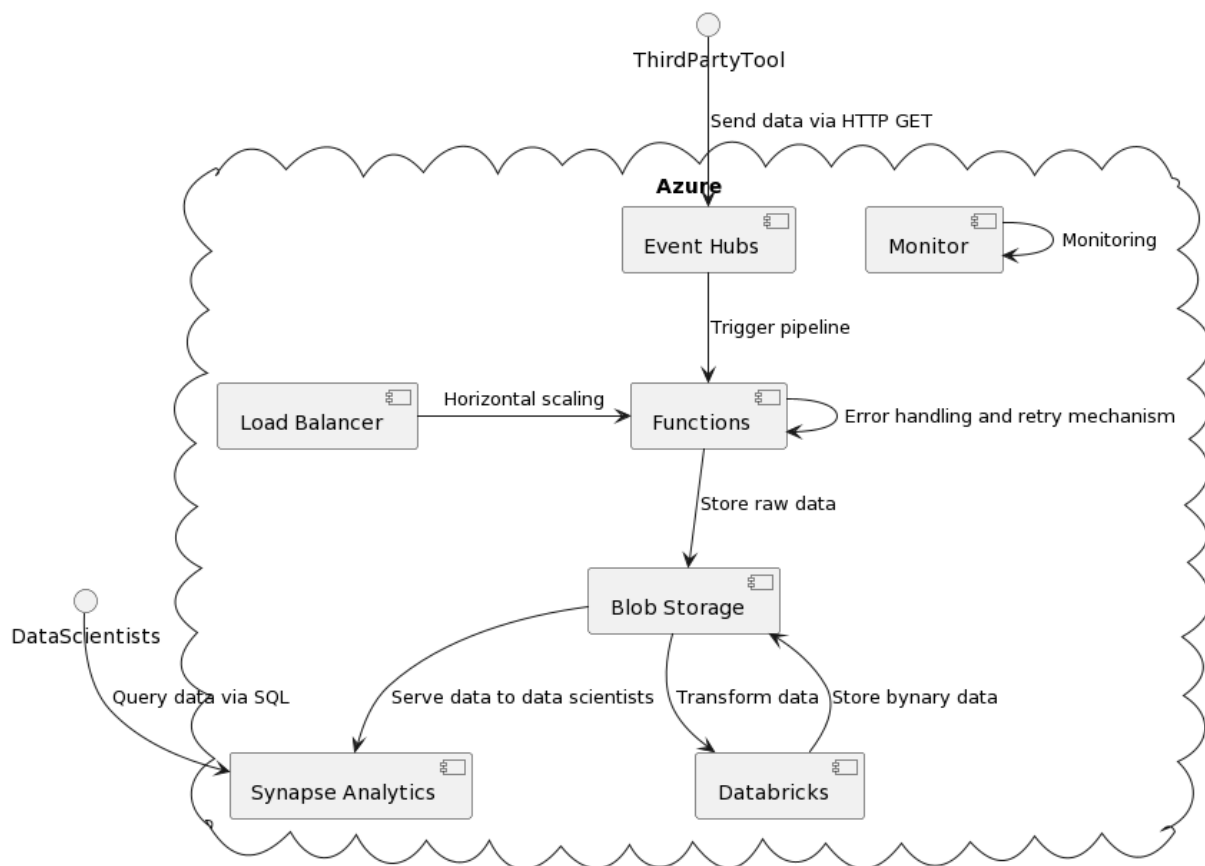 ThirdPartyTool
Send data via HTTP GET
Azure
Event Hubs
Monitor
Monitoring
Trigger pipeline
Load Balancer
Horizontal scaling
Functions
Error handling and retry mechanism
Store raw data
Blob Storage
DataScientists
Query data via SQL
Serve data to data scientists
Transform data
Store bynary data
Synapse Analytics
Databricks